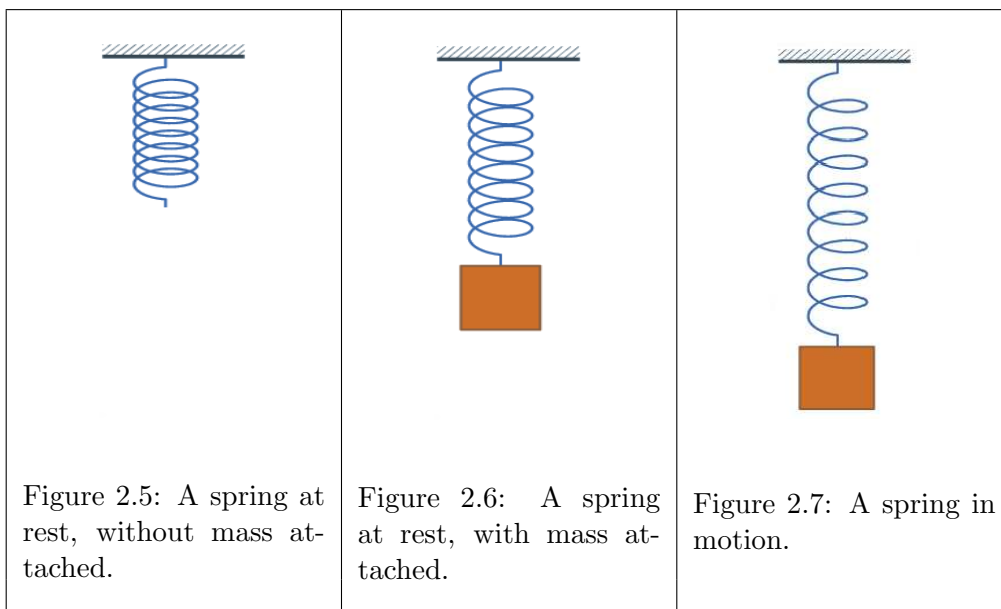 Figure 2.5: A spring at
rest, without mass at-
tached.
Figure 2.6: A spring
at rest, with mass at-
tached.
Figure 2.7: A spring in
motion.